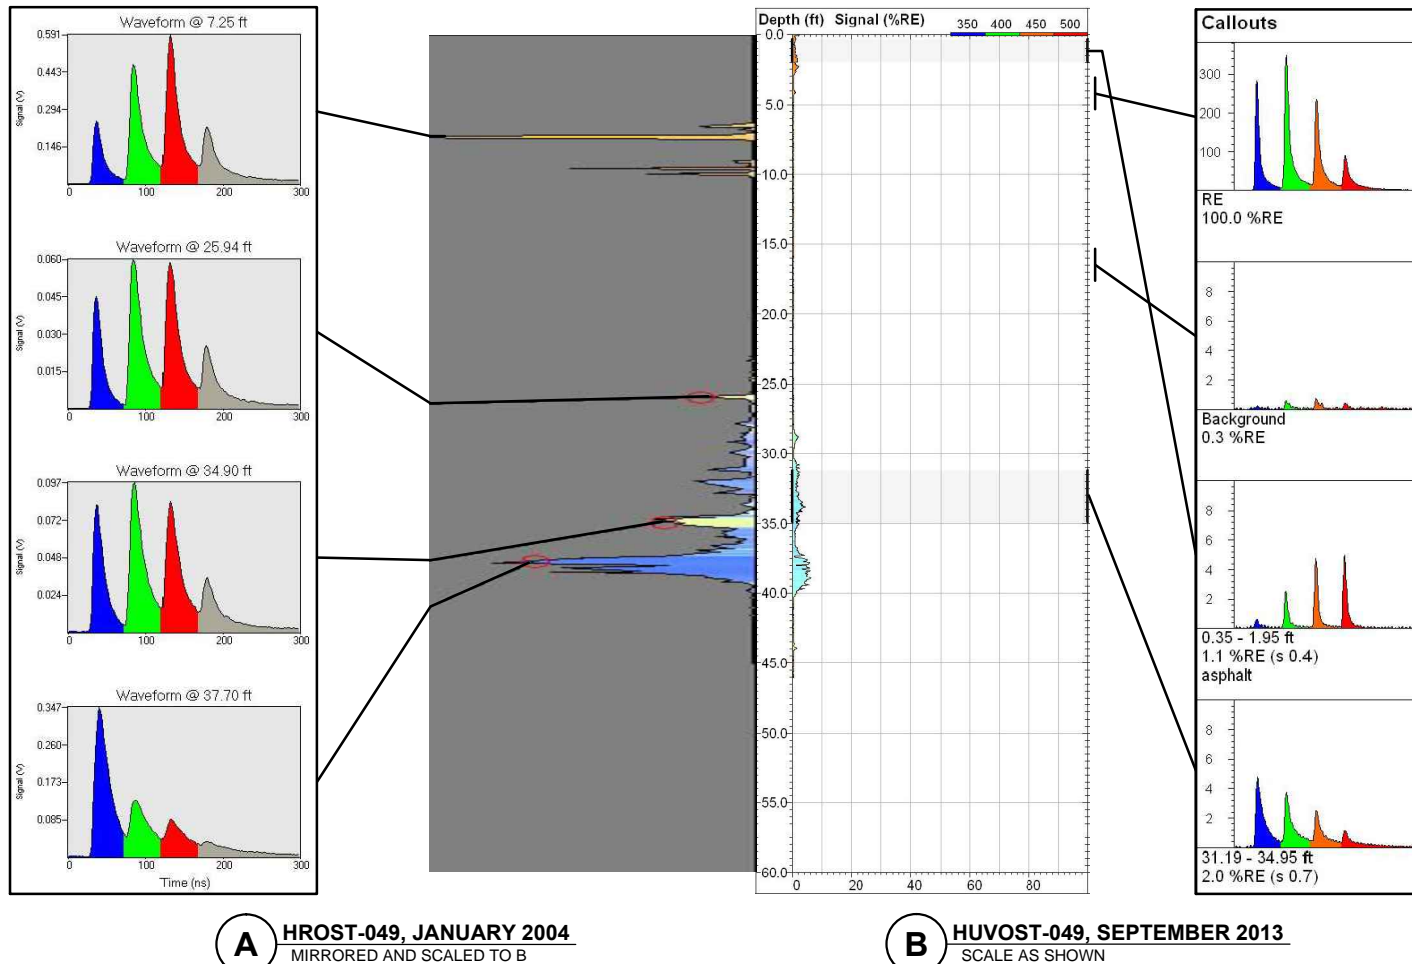 Waveform @ 7.25 ft
Signal (V)
0.591
0.443
0.294
0.146
0 100 200 300
Waveform @ 25.94 ft
Signal (V)
0.060
0.045
0.030
0.015
0 100 200 300
Waveform @ 34.90 ft
Signal (V)
0.097
0.072
0.048
0.024
0 100 200 300
Waveform @ 37.70 ft
Signal (V)
0.347
0.260
0.173
0.085
0 100 200 300
Time (ns)
Depth (ft) Signal (%RE) 350 400 450 500
0.0
5.0
10.0
15.0
20.0
25.0
30.0
35.0
40.0
45.0
50.0
55.0
60.0
0 20 40 60 80
Callouts
300
200
100
RE
100.0 %RE
8
6
4
2
Background
0.3 %RE
8
6
4
2
0.35 - 1.95 ft
1.1 %RE (s 0.4)
asphalt
8
6
4
2
31.19 - 34.95 ft
2.0 %RE (s 0.7)
A HROST-049, JANUARY 2004
MIRRORED AND SCALED TO B
B HUVOST-049, SEPTEMBER 2013
SCALE AS SHOWN